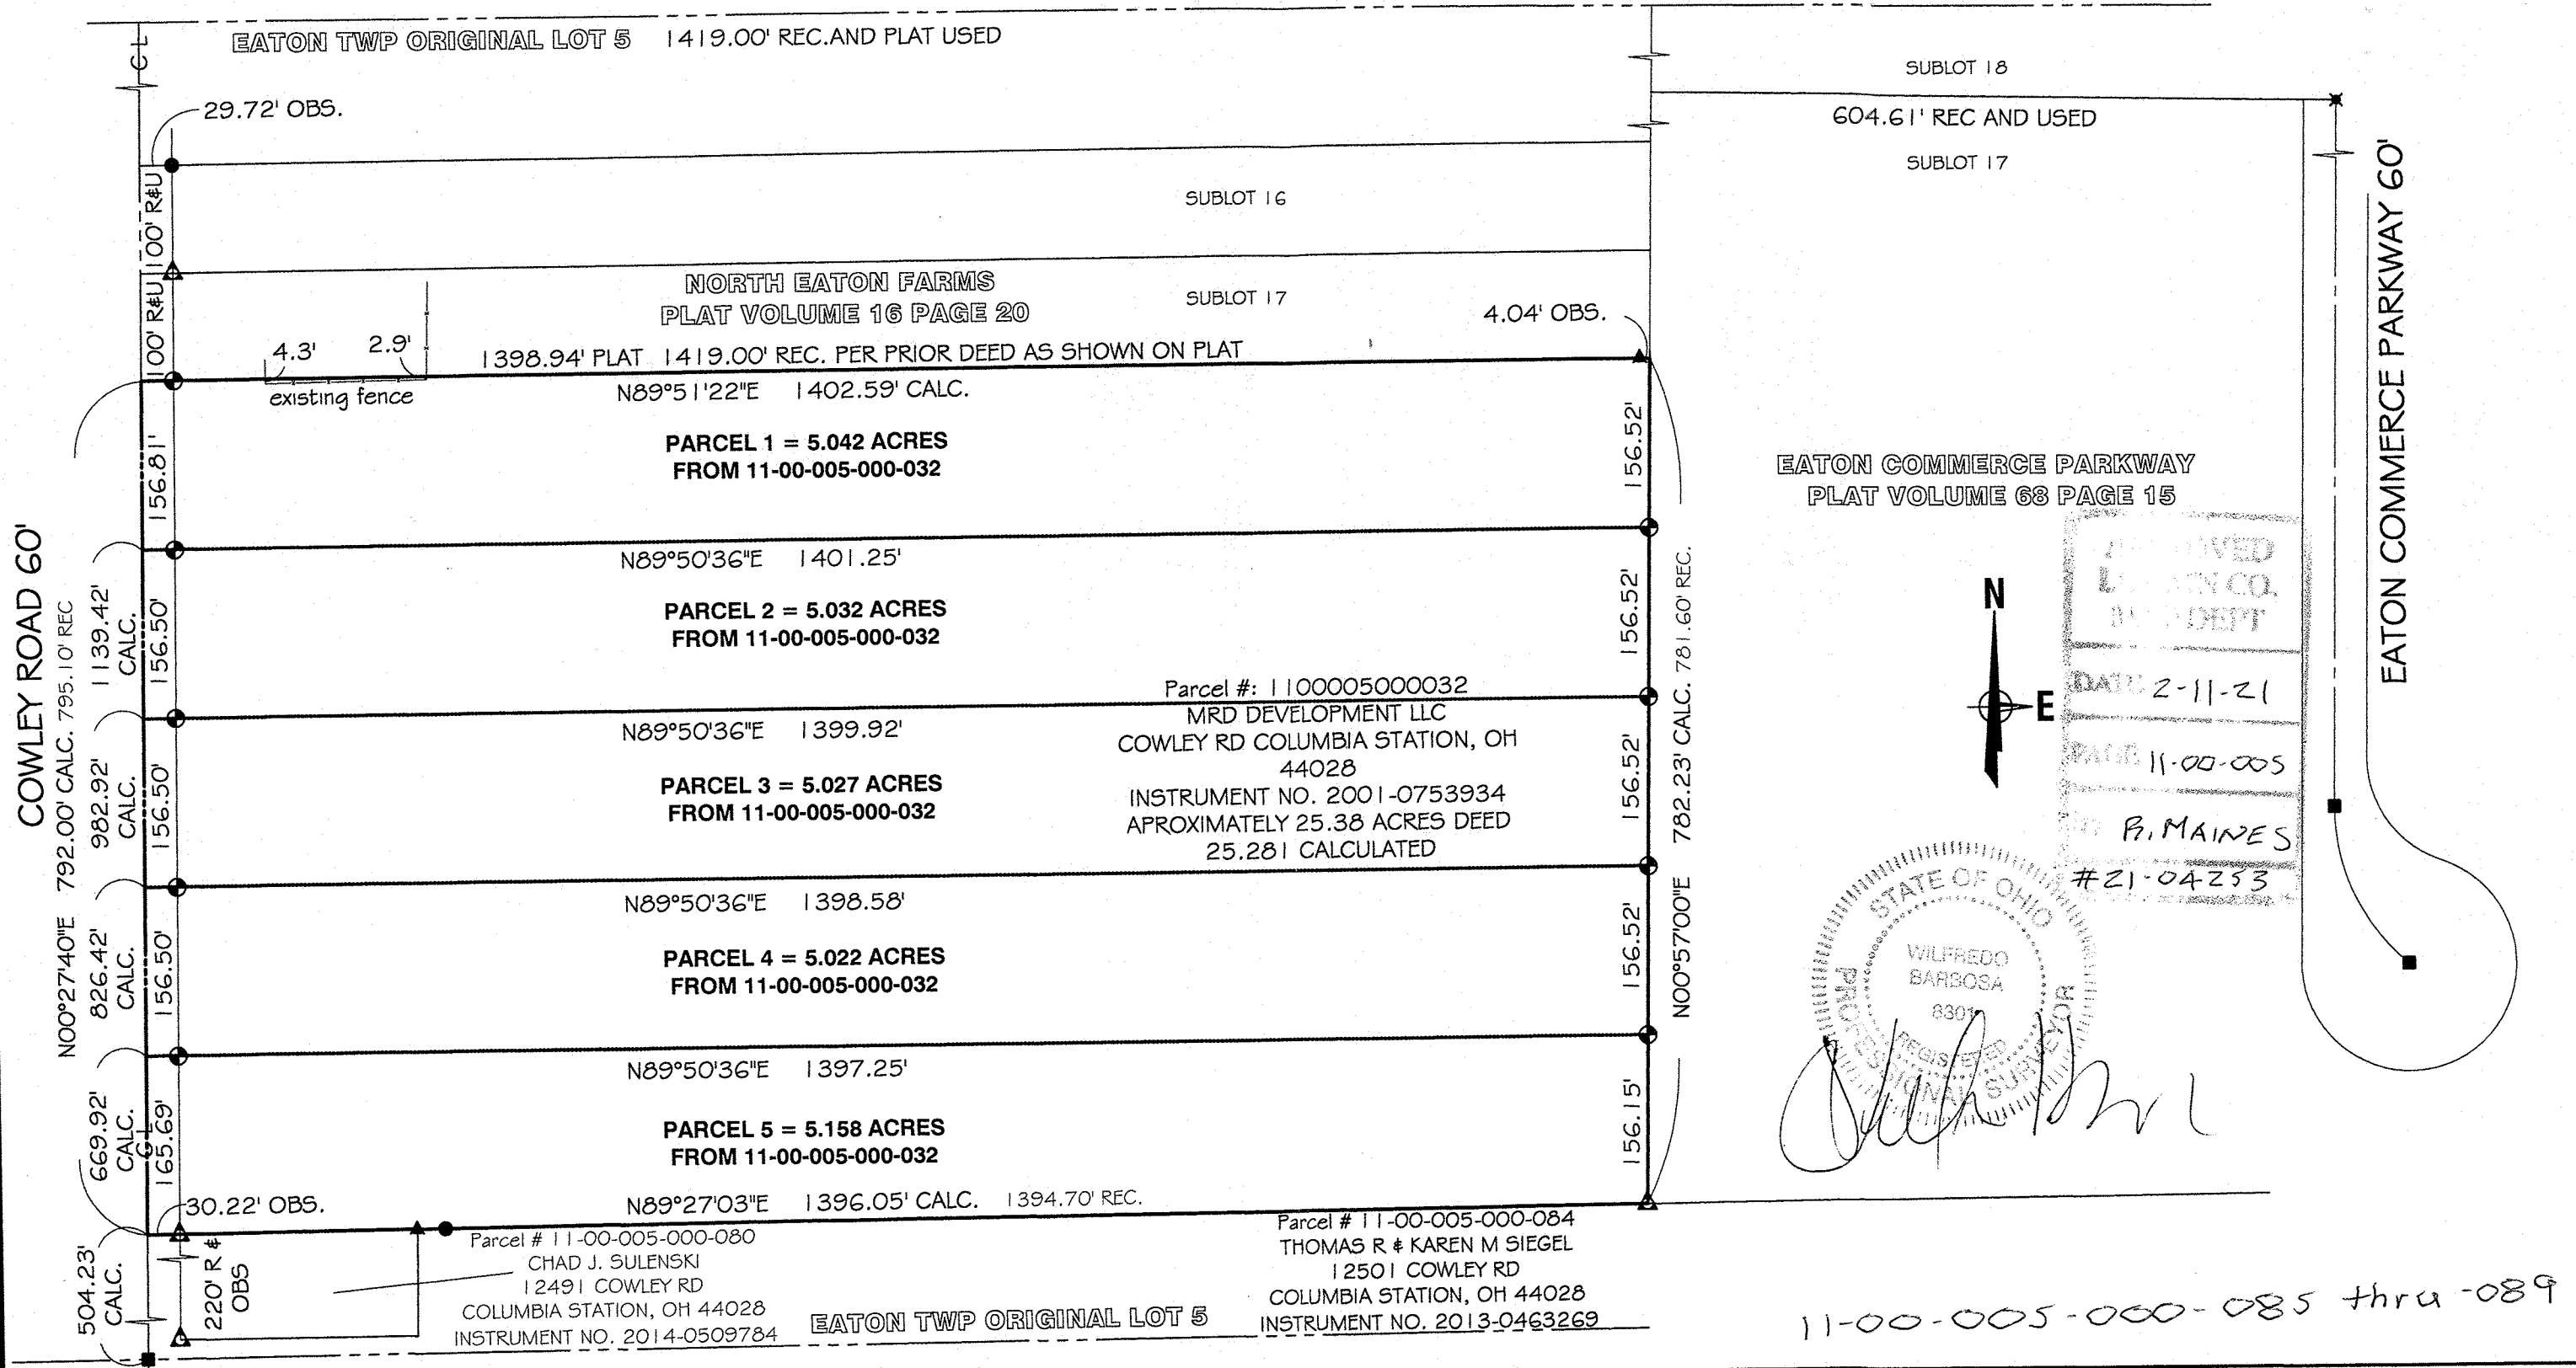 EATON TWP ORIGINAL LOT 5 1419.00' REC.AND PLAT USED
C L
29.72' OBS.
SUBLOT 18
604.61' REC AND USED
SUBLOT 17
EATON COMMERCE PARKWAY 60'
100' R&U
SUBLOT 16
100' R&U
NORTH EATON FARMS
PLAT VOLUME 16 PAGE 20
SUBLOT 17
4.04' OBS.
4.3' 2.9'
1398.94' PLAT 1419.00' REC. PER PRIOR DEED AS SHOWN ON PLAT
existing fence
N89°51'22"E 1402.59' CALC.
PARCEL 1 = 5.042 ACRES
FROM 11-00-005-000-032
156.81'
156.52'
N89°50'36"E 1401.25'
PARCEL 2 = 5.032 ACRES
FROM 11-00-005-000-032
156.50'
156.52'
N89°50'36"E 1399.92'
PARCEL 3 = 5.027 ACRES
FROM 11-00-005-000-032
156.50'
156.52'
Parcel #: 1100005000032
MRD DEVELOPMENT LLC
COWLEY RD COLUMBIA STATION, OH
44028
INSTRUMENT NO. 2001-0753934
APROXIMATELY 25.38 ACRES DEED
25.281 CALCULATED
N89°50'36"E 1398.58'
PARCEL 4 = 5.022 ACRES
FROM 11-00-005-000-032
156.50'
156.52'
N89°50'36"E 1397.25'
PARCEL 5 = 5.158 ACRES
FROM 11-00-005-000-032
165.69'
156.15'
N89°27'03"E 1396.05' CALC. 1394.70' REC.
COWLEY ROAD 60'
N00°27'40"E 792.00' CALC. 795.10' REC
1139.42'
CALC.
982.92'
CALC.
826.42'
CALC.
669.92'
CALC.
504.23'
CALC.
N00°57'00"E 782.23' CALC. 781.60' REC.
30.22' OBS.
220' R &
OBS
Parcel # 11-00-005-000-080
CHAD J. SULENSKI
12491 COWLEY RD
COLUMBIA STATION, OH 44028
INSTRUMENT NO. 2014-0509784
EATON TWP ORIGINAL LOT 5
Parcel # 11-00-005-000-084
THOMAS R & KAREN M SIEGEL
12501 COWLEY RD
COLUMBIA STATION, OH 44028
INSTRUMENT NO. 2013-0463269
EATON COMMERCE PARKWAY
PLAT VOLUME 68 PAGE 15
N
E
CO.
DEPT
DATE 2-11-21
PAGE 11-00-005
R. MAINES
#21-04253
STATE OF OHIO
WILFREDO
BARBOSA
8301
REGISTERED
PROFESSIONAL SURVEYOR
11-00-005-000-085 thru -089